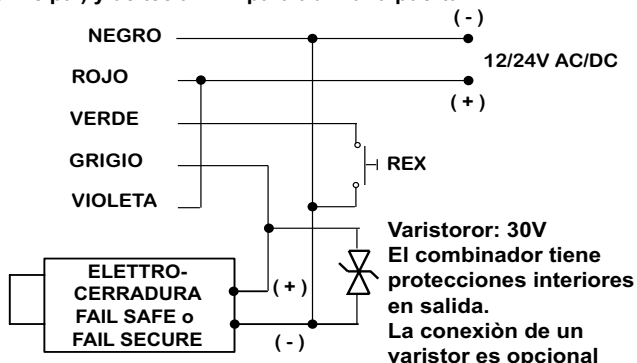 ( - )
NEGRO
12/24V AC/DC
ROJO
( + )
VERDE
GRIGIO
REX
VIOLETA
Varistoror: 30V
El combinador tiene
protecciones interiores
en salida.
La conexiòn de un
varistor es opcional
ELETTRO-
CERRADURA
FAIL SAFE o
FAIL SECURE
( + )
( - )